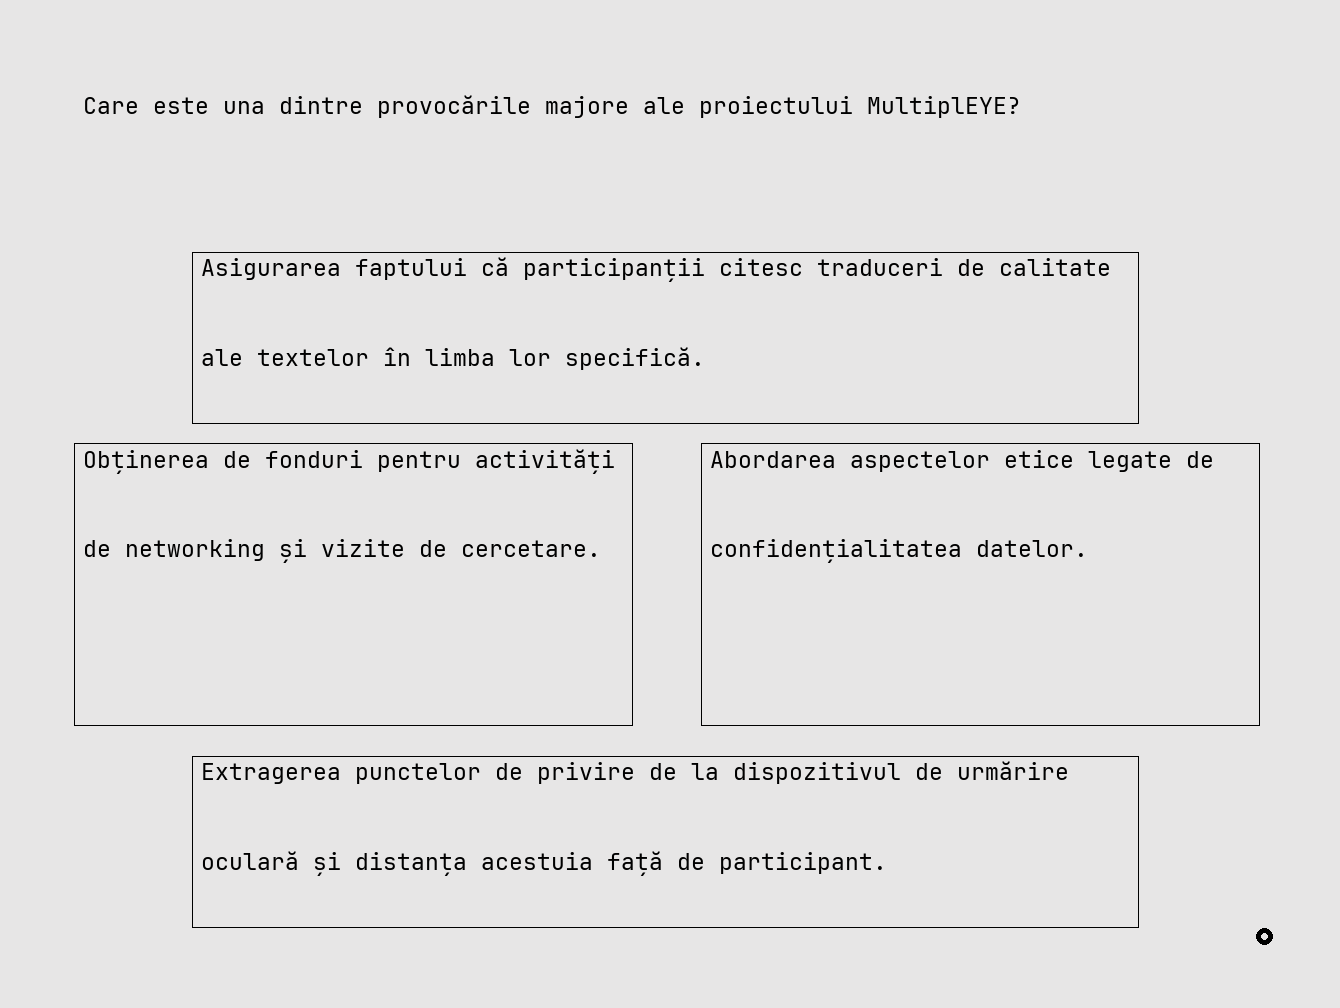 Care este una dintre provocările majore ale proiectului MultiplEYE?
Asigurarea faptului că participanții citesc traduceri de calitate
ale textelor în limba lor specifică.
Obținerea de fonduri pentru activități
de networking și vizite de cercetare.
Abordarea aspectelor etice legate de
confidențialitatea datelor.
Extragerea punctelor de privire de la dispozitivul de urmărire
oculară și distanța acestuia față de participant.